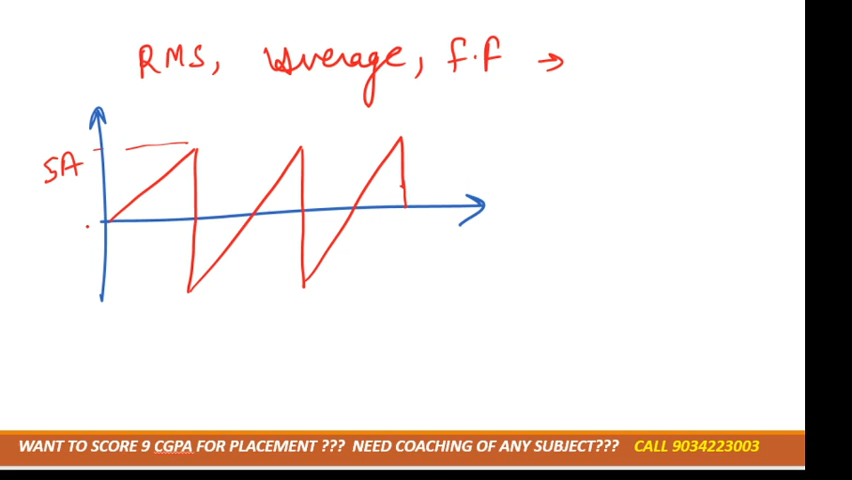 RMS, Average, f.f →
5A
WANT TO SCORE 9 CGPA FOR PLACEMENT ??? NEED COACHING OF ANY SUBJECT??? CALL 9034223003